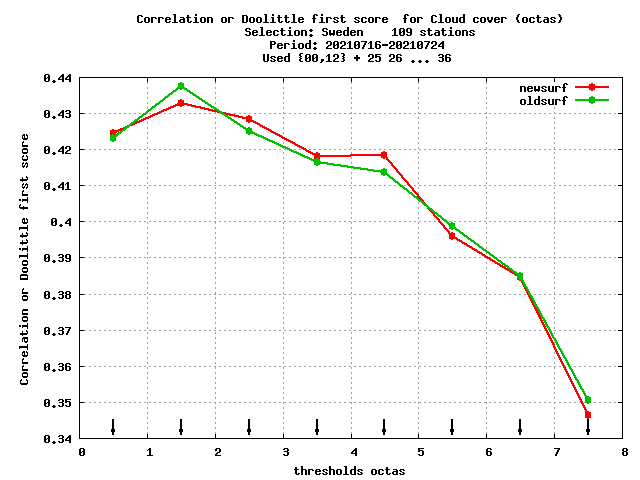 Correlation or Doolittle first score  for Cloud cover (octas)
Selection: Sweden    109 stations
Period: 20210716-20210724
Used {00,12} + 25 26 ... 36
newsurf
oldsurf
Correlation or Doolittle first score
0.44
0.43
0.42
0.41
0.4
0.39
0.38
0.37
0.36
0.35
0.34
0 1 2 3 4 5 6 7 8
thresholds octas